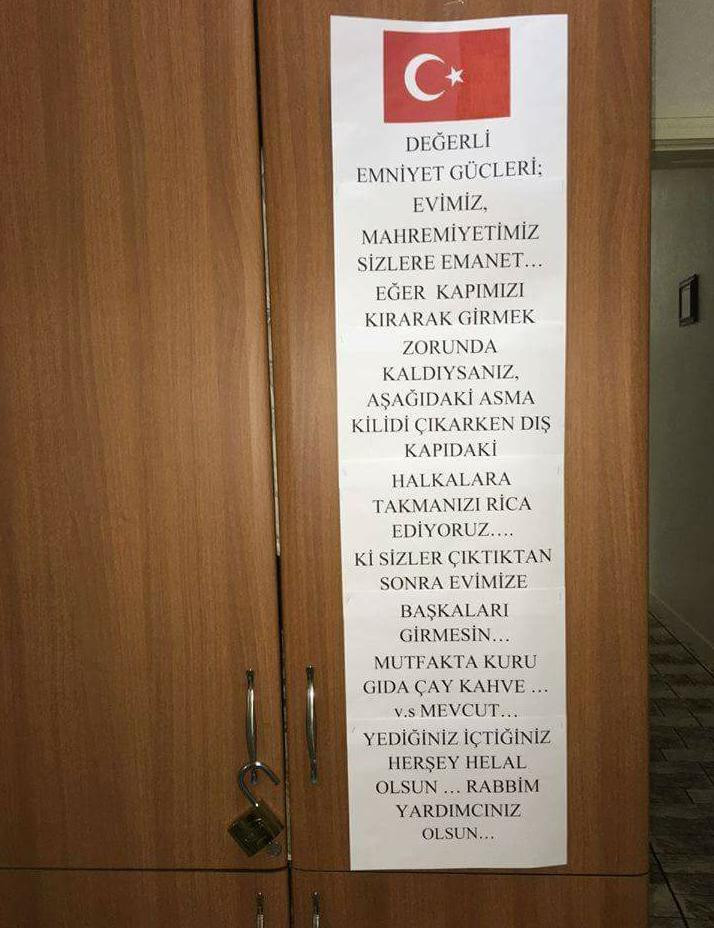 DEĞERLİ
EMNİYET GÜÇLERİ;
EVİMİZ,
MAHREMİYETİMİZ
SİZLERE EMANET…
EĞER KAPIMIZI
KIRARAK GİRMEK
ZORUNDA
KALDIYSANIZ,
AŞAĞIDAKİ ASMA
KİLİDİ ÇIKARKEN DIŞ
KAPIDAKİ
HALKALARA
TAKMANIZI RİCA
EDİYORUZ….
Kİ SİZLER ÇIKTIKTAN
SONRA EVİMİZE
BAŞKALARI
GİRMESİN…
MUTFAKTA KURU
GIDA ÇAY KAHVE …
v.s MEVCUT…
YEDİĞİNİZ İÇTİĞİNİZ
HERŞEY HELAL
OLSUN … RABBİM
YARDIMCINIZ
OLSUN…